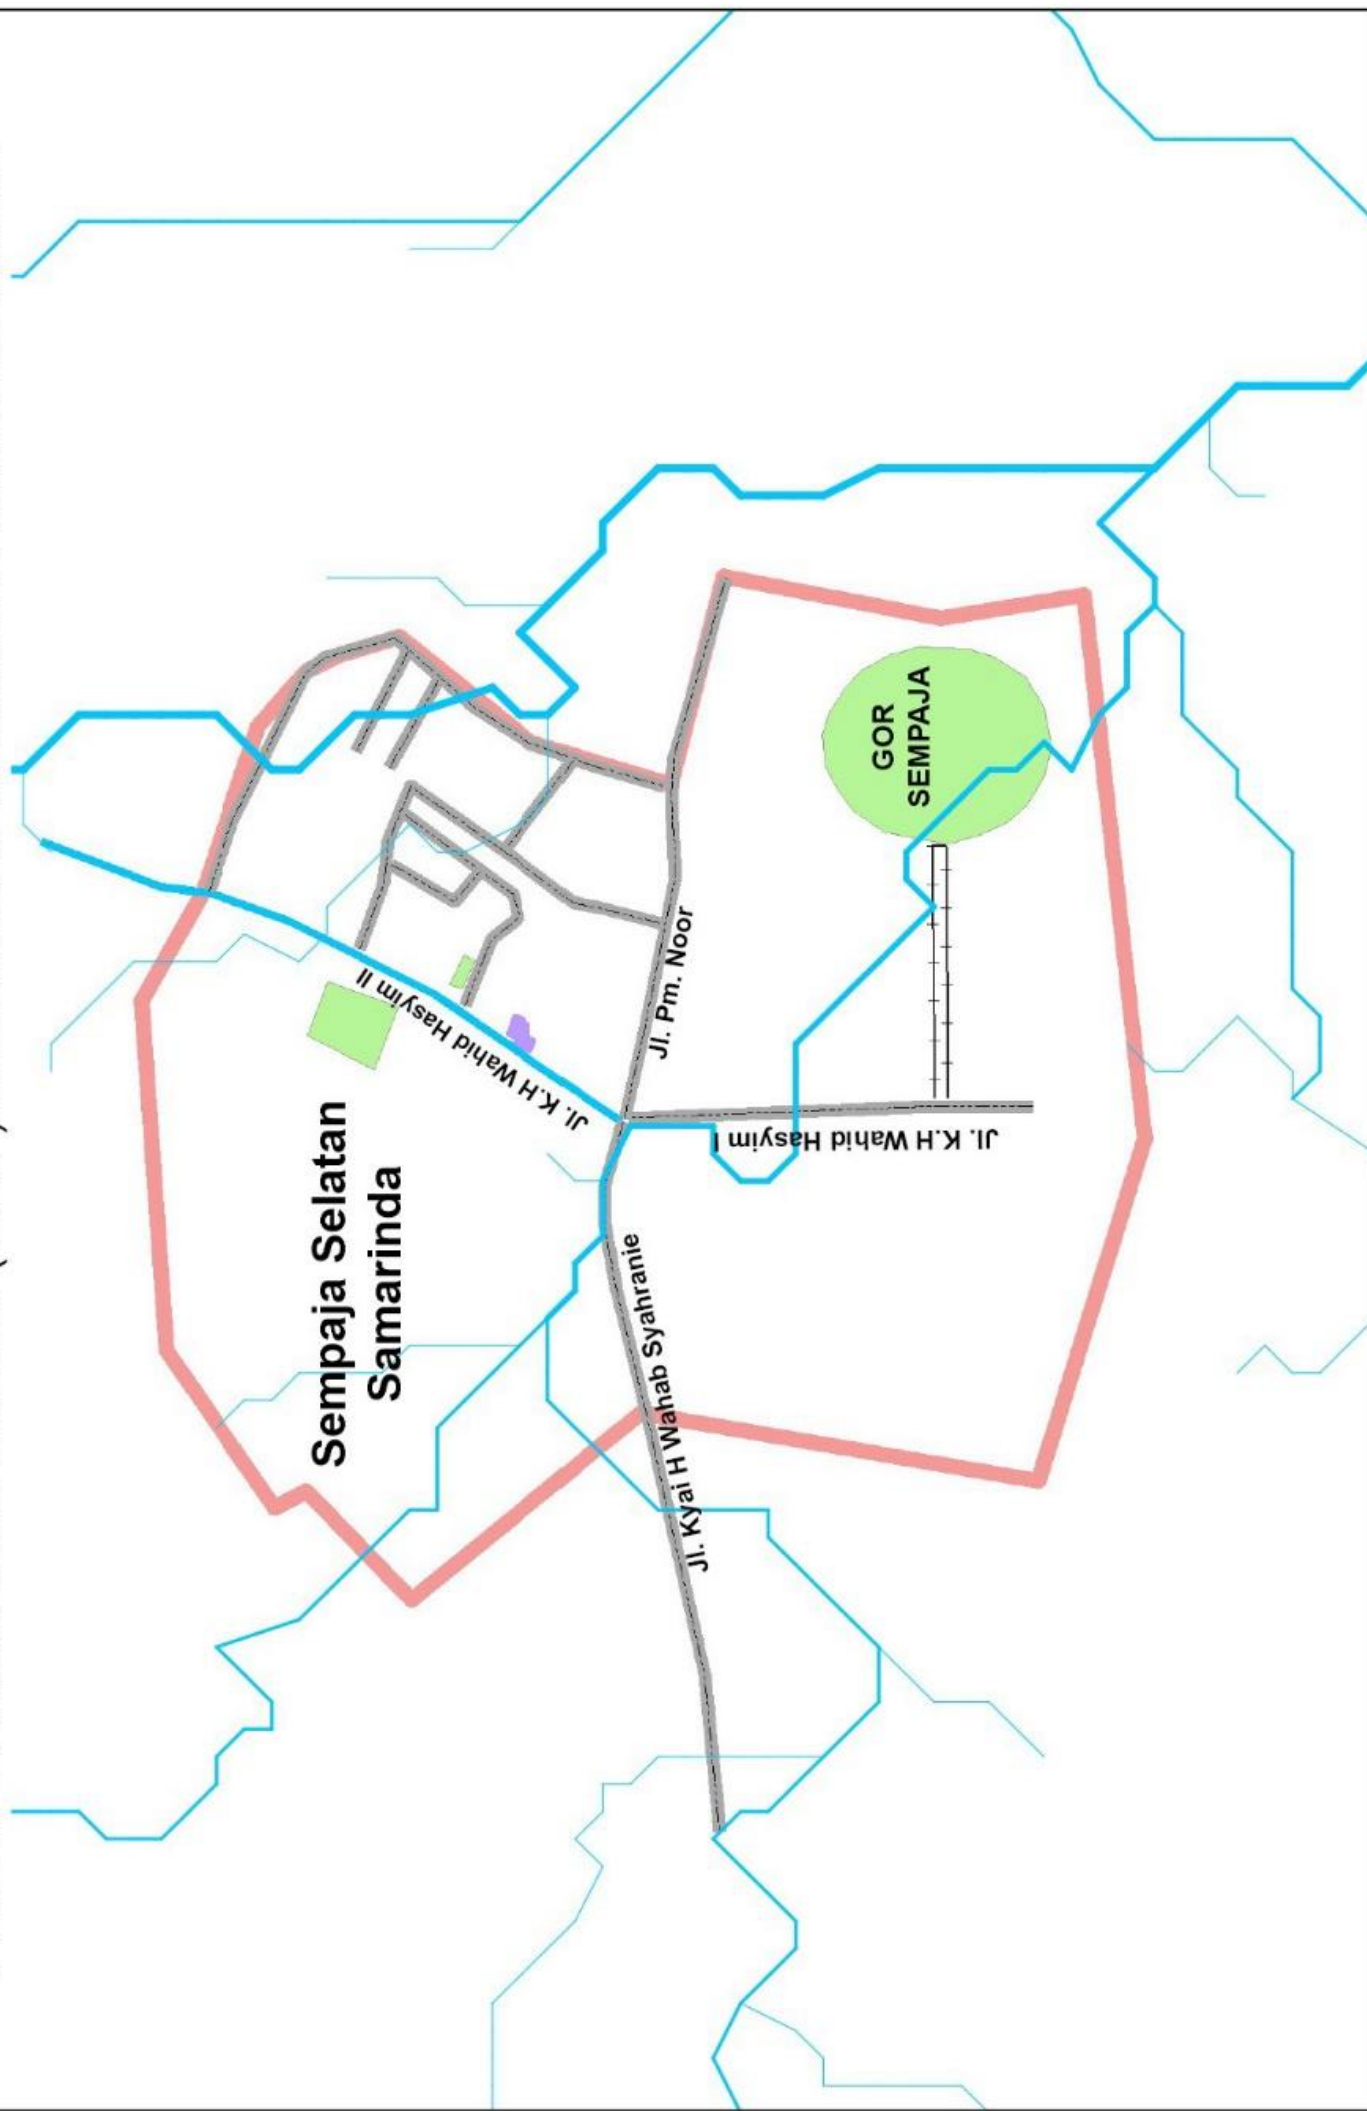 Sempaja Selatan
Samarinda
Jl. K.H Wahid Hasyim II
Jl. Pm. Noor
GOR
SEMPAJA
Jl. K.H Wahid Hasyim I
Jl. Kyai H Wahab Syahranie